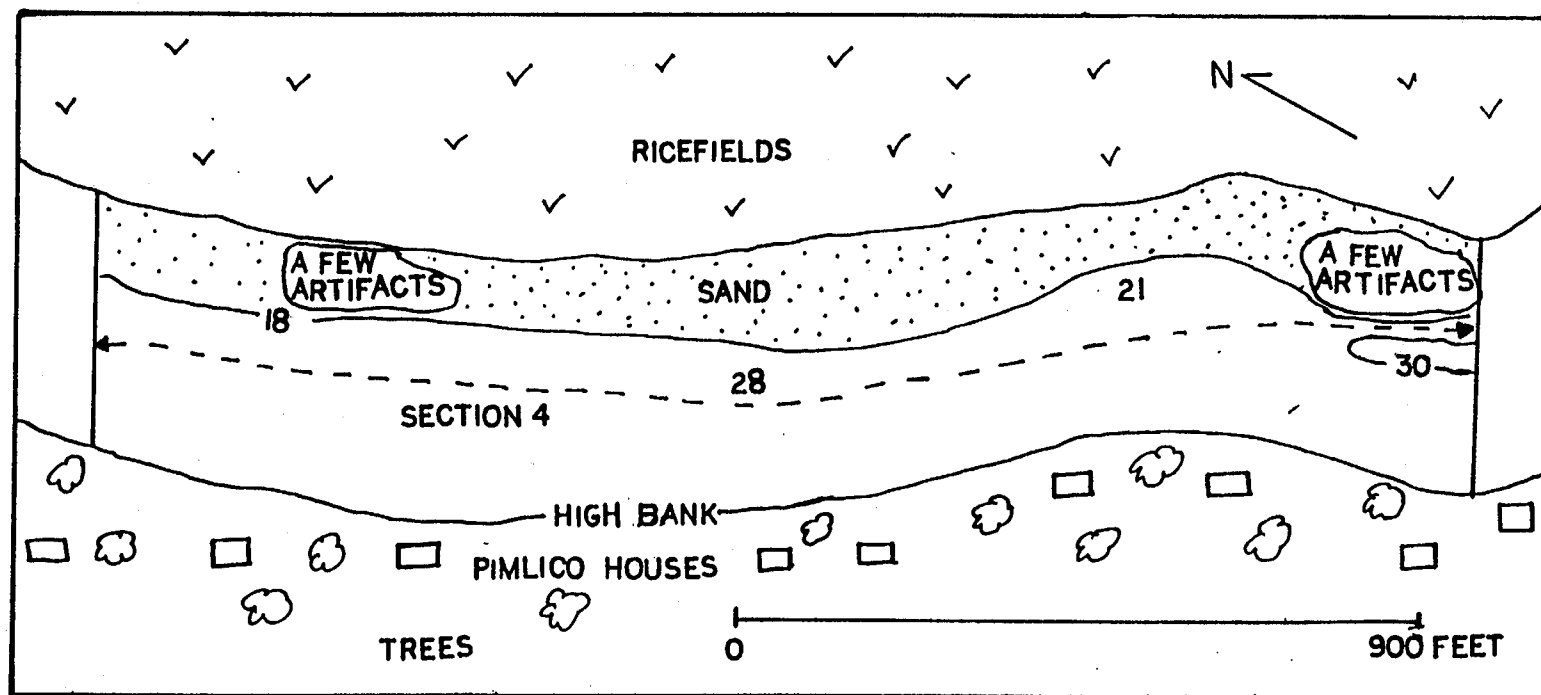 N
RICEFIELDS
A FEW
ARTIFACTS
A FEW
ARTIFACTS
SAND
21
18
30
28
SECTION 4
HIGH BANK
PIMLICO HOUSES
TREES
0
900 FEET